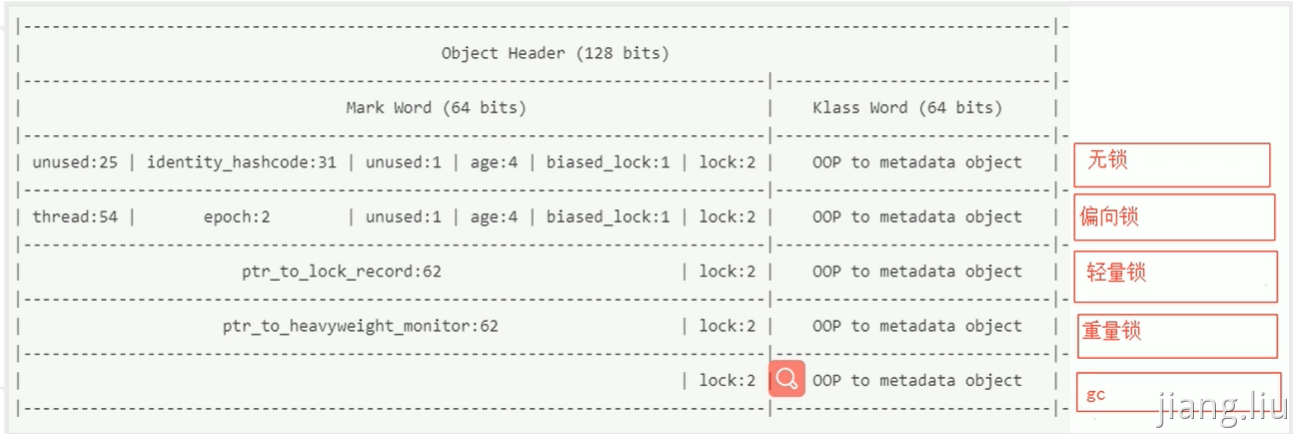 Object Header (128 bits)
Mark Word (64 bits) | Klass Word (64 bits)
unused:25 | identity_hashcode:31 | unused:1 | age:4 | biased_lock:1 | lock:2 | OOP to metadata object 无锁
thread:54 | epoch:2 | unused:1 | age:4 | biased_lock:1 | lock:2 | OOP to metadata object 偏向锁
ptr_to_lock_record:62 | lock:2 | OOP to metadata object 轻量锁
ptr_to_heavyweight_monitor:62 | lock:2 | OOP to metadata object 重量锁
| lock:2 | OOP to metadata object gc
jiang.liu